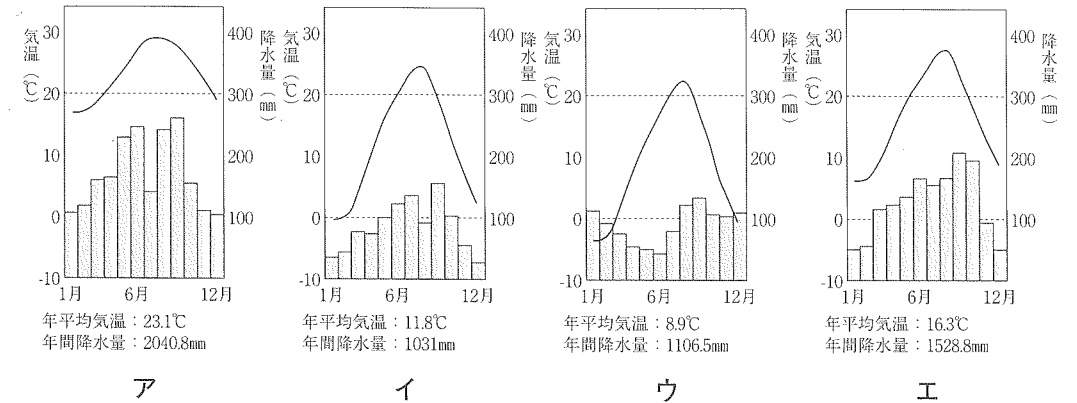 気温(℃)
30
20
10
0
-10
降水量(㎜)
400
300
200
100
1月 6月 12月
年平均気温:23.1℃
年間降水量:2040.8㎜
ア
気温(℃)
30
20
10
0
-10
降水量(㎜)
400
300
200
100
1月 6月 12月
年平均気温:11.8℃
年間降水量:1031㎜
イ
気温(℃)
30
20
10
0
-10
降水量(㎜)
400
300
200
100
1月 6月 12月
年平均気温:8.9℃
年間降水量:1106.5㎜
ウ
気温(℃)
30
20
10
0
-10
降水量(㎜)
400
300
200
100
1月 6月 12月
年平均気温:16.3℃
年間降水量:1528.8㎜
エ